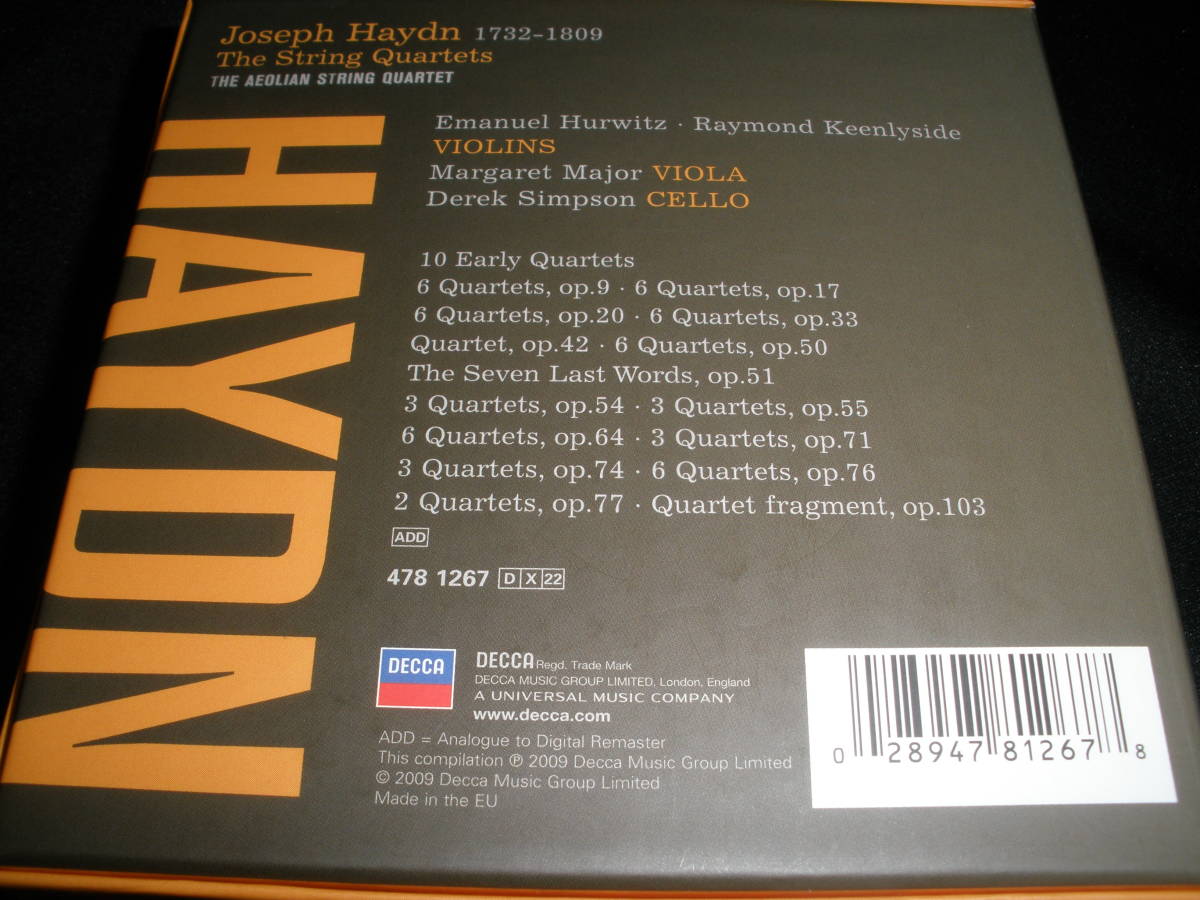 Joseph Haydn 1732-1809
The String Quartets
THE AEOLIAN STRING QUARTET
HAYDN
Emanuel Hurwitz · Raymond Keenlyside
VIOLINS
Margaret Major VIOLA
Derek Simpson CELLO
10 Early Quartets
6 Quartets, op.9 · 6 Quartets, op.17
6 Quartets, op.20 · 6 Quartets, op.33
Quartet, op.42 · 6 Quartets, op.50
The Seven Last Words, op.51
3 Quartets, op.54 · 3 Quartets, op.55
6 Quartets, op.64 · 3 Quartets, op.71
3 Quartets, op.74 · 6 Quartets, op.76
2 Quartets, op.77 · Quartet fragment, op.103
ADD
478 1267 D X 22
DECCA
DECCA Regd. Trade Mark
DECCA MUSIC GROUP LIMITED, London, England
A UNIVERSAL MUSIC COMPANY
www.decca.com
ADD = Analogue to Digital Remaster
This compilation ℗ 2009 Decca Music Group Limited
© 2009 Decca Music Group Limited
Made in the EU
0 28947 81267 8